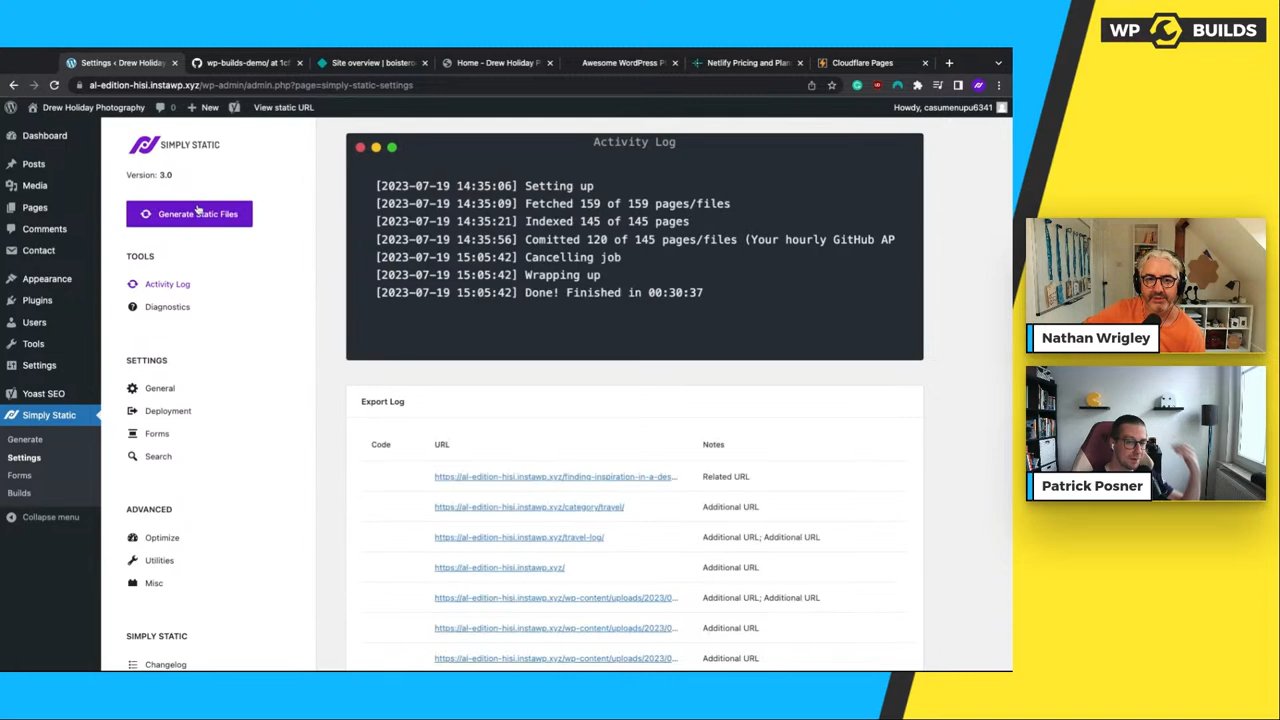 WP BUILDS
Settings ‹ Drew Holiday
wp-builds-demo/ at 1cf
Site overview | boistero
Home - Drew Holiday P
Awesome WordPress P
Netlify Pricing and Plan
Cloudflare Pages
al-edition-hisi.instawp.xyz/wp-admin/admin.php?page=simply-static-settings
Drew Holiday Photography
0
New
View static URL
Howdy, casumenupu6341
Dashboard
Posts
Media
Pages
Comments
Contact
Appearance
Plugins
Users
Tools
Settings
Yoast SEO
Simply Static
Generate
Settings
Forms
Builds
Collapse menu
SIMPLY STATIC
Version: 3.0
Generate Static Files
TOOLS
Activity Log
Diagnostics
SETTINGS
General
Deployment
Forms
Search
ADVANCED
Optimize
Utilities
Misc
SIMPLY STATIC
Changelog
Activity Log
[2023-07-19 14:35:06] Setting up
[2023-07-19 14:35:09] Fetched 159 of 159 pages/files
[2023-07-19 14:35:21] Indexed 145 of 145 pages
[2023-07-19 14:35:56] Comitted 120 of 145 pages/files (Your hourly GitHub AP
[2023-07-19 15:05:42] Cancelling job
[2023-07-19 15:05:42] Wrapping up
[2023-07-19 15:05:42] Done! Finished in 00:30:37
Export Log
Code URL Notes
https://al-edition-hisi.instawp.xyz/finding-inspiration-in-a-des... Related URL
https://al-edition-hisi.instawp.xyz/category/travel/ Additional URL
https://al-edition-hisi.instawp.xyz/travel-log/ Additional URL; Additional URL
https://al-edition-hisi.instawp.xyz/ Additional URL
https://al-edition-hisi.instawp.xyz/wp-content/uploads/2023/0... Additional URL; Additional URL
https://al-edition-hisi.instawp.xyz/wp-content/uploads/2023/0... Additional URL
https://al-edition-hisi.instawp.xyz/wp-content/uploads/2023/0... Additional URL
Nathan Wrigley
Patrick Posner